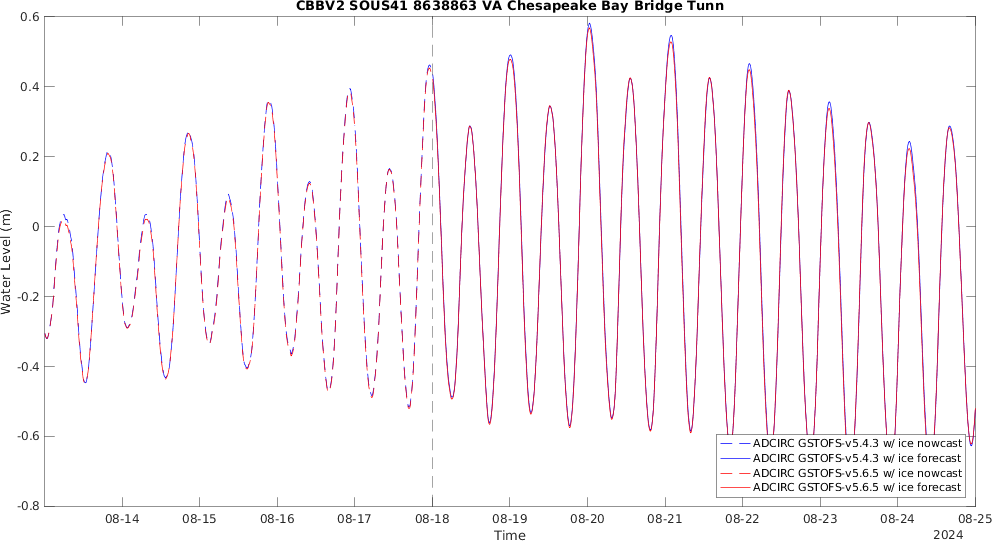 CBBV2 SOUS41 8638863 VA Chesapeake Bay Bridge Tunn
0.6
0.4
0.2
0
-0.2
-0.4
-0.6
-0.8
Water Level (m)
ADCIRC GSTOFS-v5.4.3 w/ ice nowcast
ADCIRC GSTOFS-v5.4.3 w/ ice forecast
ADCIRC GSTOFS-v5.6.5 w/ ice nowcast
ADCIRC GSTOFS-v5.6.5 w/ ice forecast
08-14 08-15 08-16 08-17 08-18 08-19 08-20 08-21 08-22 08-23 08-24 08-25
Time
2024